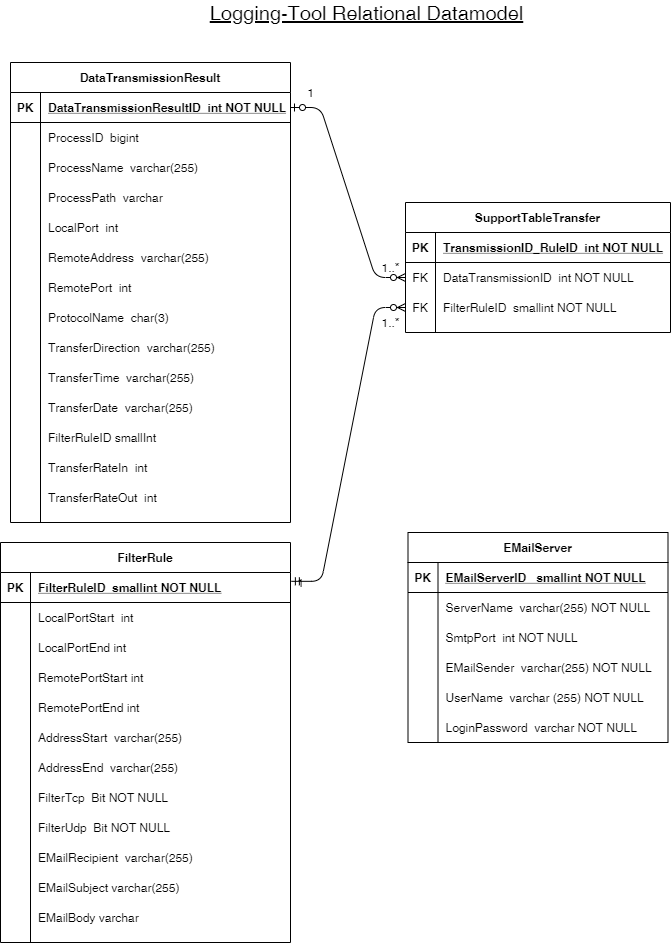 Logging-Tool Relational Datamodel
DataTransmissionResult
PK DataTransmissionResultID int NOT NULL
ProcessID bigint
ProcessName varchar(255)
ProcessPath varchar
LocalPort int
RemoteAddress varchar(255)
RemotePort int
ProtocolName char(3)
TransferDirection varchar(255)
TransferTime varchar(255)
TransferDate varchar(255)
FilterRuleID smallInt
TransferRateIn int
TransferRateOut int
1
1..*
1..*
SupportTableTransfer
PK TransmissionID_RuleID int NOT NULL
FK DataTransmissionID int NOT NULL
FK FilterRuleID smallint NOT NULL
FilterRule
PK FilterRuleID smallint NOT NULL
LocalPortStart int
LocalPortEnd int
RemotePortStart int
RemotePortEnd int
AddressStart varchar(255)
AddressEnd varchar(255)
FilterTcp Bit NOT NULL
FilterUdp Bit NOT NULL
EMailRecipient varchar(255)
EMailSubject varchar(255)
EMailBody varchar
EMailServer
PK EMailServerID smallint NOT NULL
ServerName varchar(255) NOT NULL
SmtpPort int NOT NULL
EMailSender varchar(255) NOT NULL
UserName varchar (255) NOT NULL
LoginPassword varchar NOT NULL